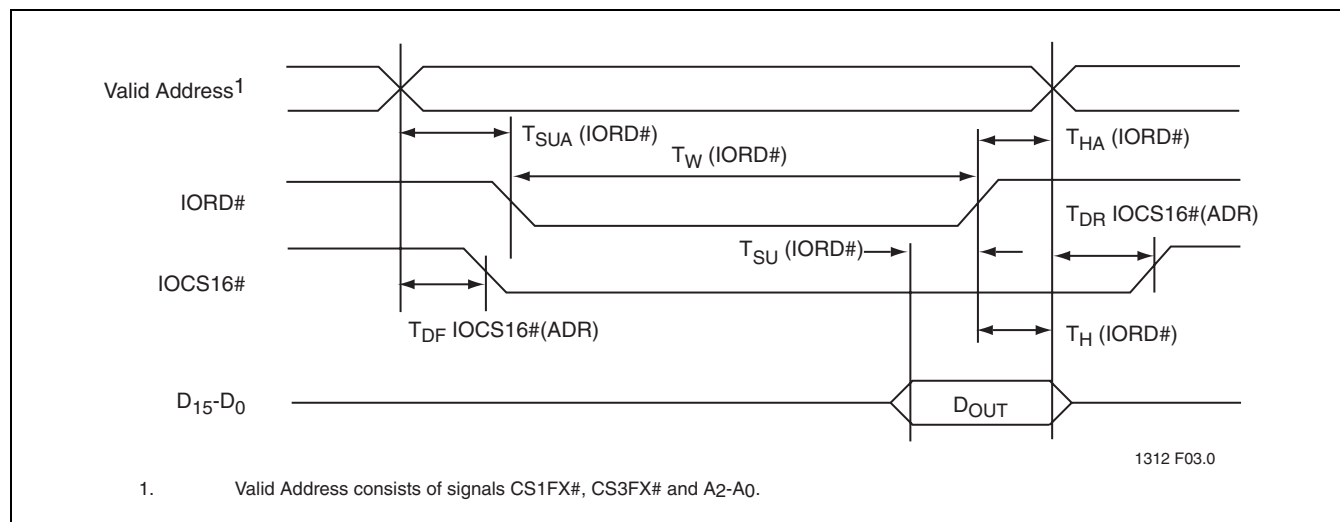 Valid Address1
TSUA (IORD#)
THA (IORD#)
TW (IORD#)
IORD#
TDR IOCS16#(ADR)
TSU (IORD#)
IOCS16#
TDF IOCS16#(ADR)
TH (IORD#)
D15-D0
DOUT
1312 F03.0
1. Valid Address consists of signals CS1FX#, CS3FX# and A2-A0.